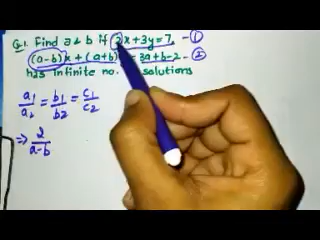 Q.1. Find a & b if 2x + 3y = 7, - ①
(a-b)x + (a+b) = 3a+b-2 - ②
has infinite no. solutions
a₁/a₂ = b₁/b₂ = c₁/c₂
⇒ 2/a-b